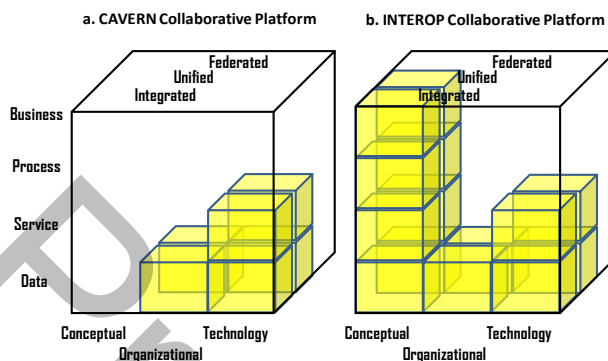 a. CAVERN Collaborative Platform
Federated
Unified
Integrated
Business
Process
Service
Data
Conceptual
Organizational
Technology
b. INTEROP Collaborative Platform
Federated
Unified
Integrated
Conceptual
Organizational
Technology